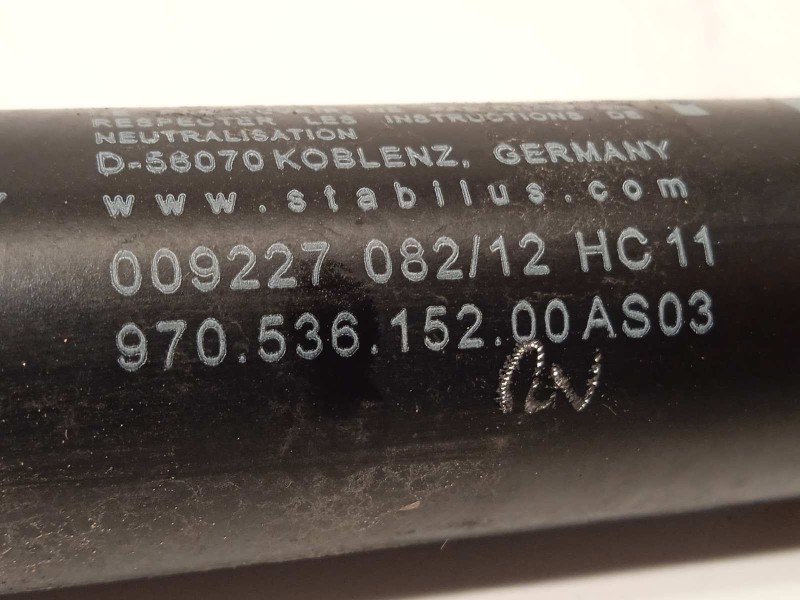 RESPECTER LES INSTRUCTIONS DE
NEUTRALISATION
D-56070 KOBLENZ, GERMANY
www.stabilus.com
009227 082/12 HC11
970.536.152.00AS03